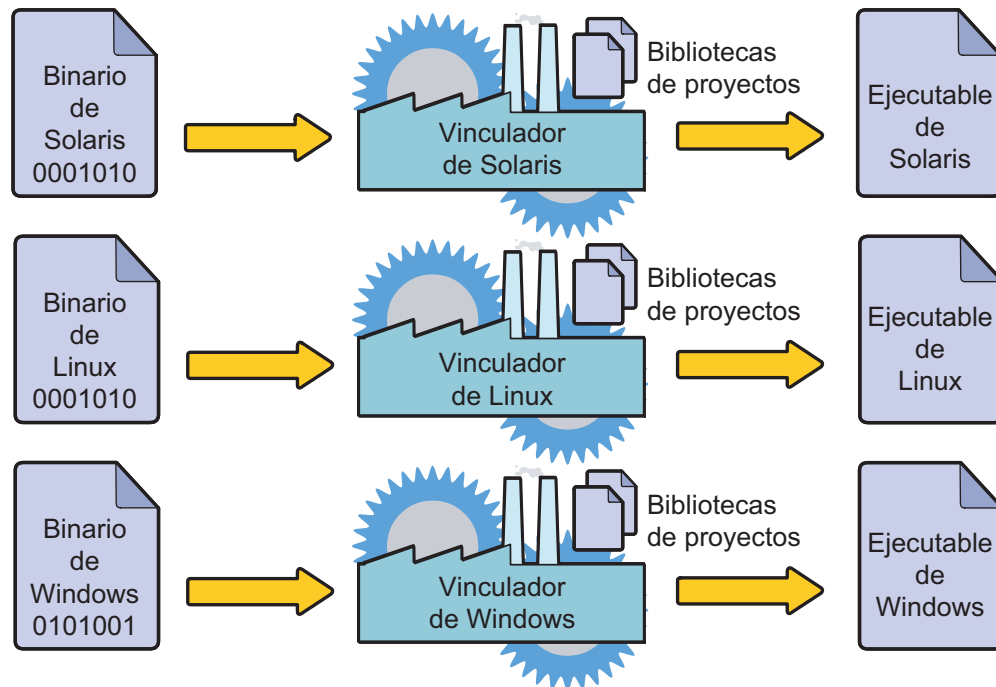 Binario
de
Solaris
0001010
Vinculador
de Solaris
Bibliotecas
de proyectos
Ejecutable
de
Solaris
Binario
de
Linux
0001010
Vinculador
de Linux
Bibliotecas
de proyectos
Ejecutable
de
Linux
Binario
de
Windows
0101001
Vinculador
de Windows
Bibliotecas
de proyectos
Ejecutable
de
Windows